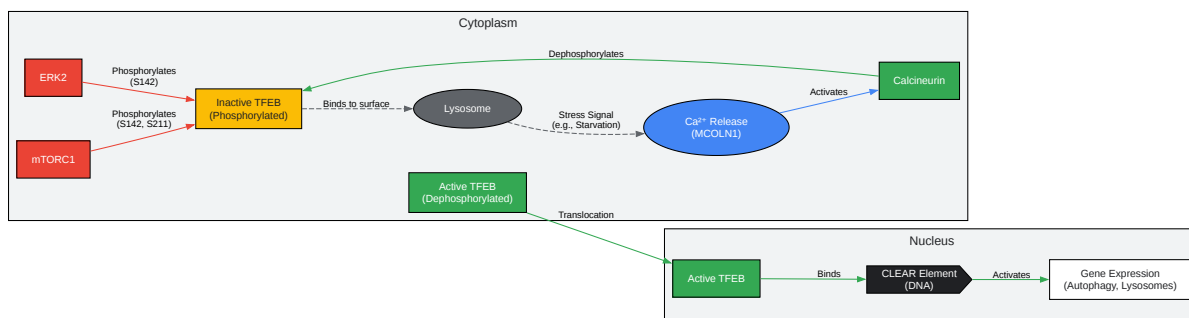 Cytoplasm
ERK2
Phosphorylates
(S142)
Dephosphorylates
Calcineurin
Inactive TFEB
(Phosphorylated)
Binds to surface
Lysosome
Stress Signal
(e.g., Starvation)
Ca²⁺ Release
(MCOLN1)
Activates
Phosphorylates
(S142, S211)
mTORC1
Active TFEB
(Dephosphorylated)
Translocation
Nucleus
Active TFEB
Binds
CLEAR Element
(DNA)
Activates
Gene Expression
(Autophagy, Lysosomes)